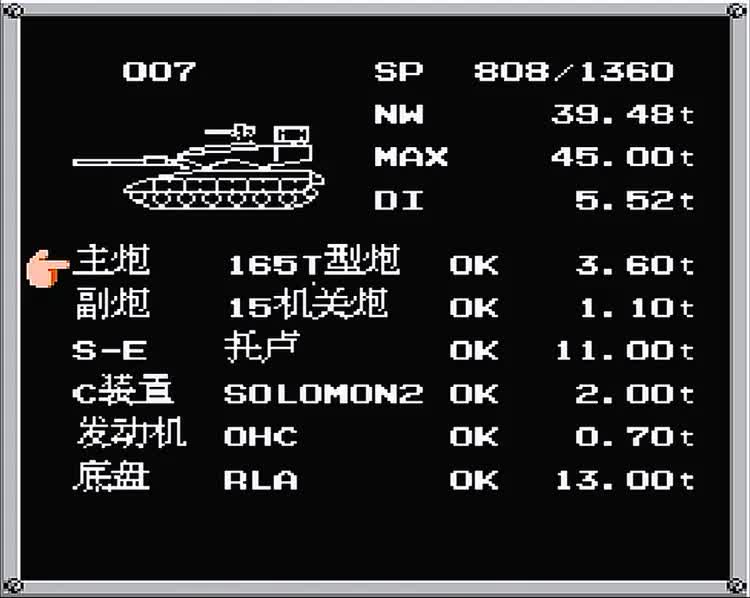 007 SP 808/1360
NW 39.48t
MAX 45.00t
DI 5.52t
主炮 165T型炮 OK 3.60t
副炮 15机关炮 OK 1.10t
S-E 托卢 OK 11.00t
C装置 SOLOMON2 OK 2.00t
发动机 OHC OK 0.70t
底盘 RLA OK 13.00t